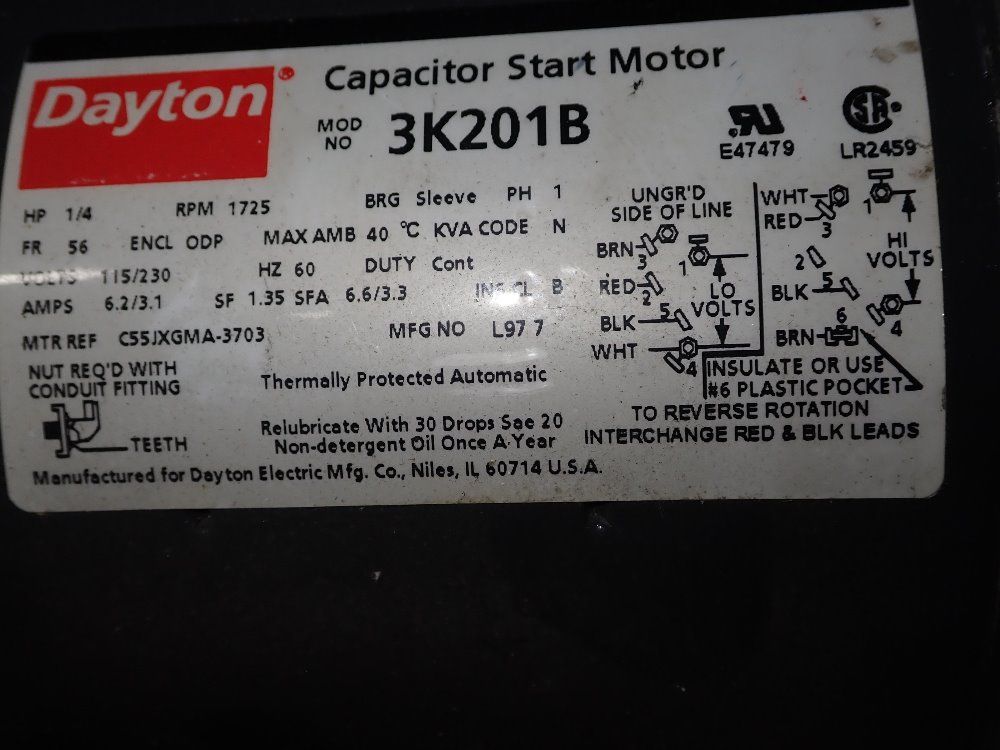 Dayton®
Capacitor Start Motor
MOD NO 3K201B
E47479
LR2459
HP 1/4 RPM 1725 BRG Sleeve PH 1
FR 56 ENCL ODP MAX AMB 40 °C KVA CODE N
VOLTS 115/230 HZ 60 DUTY Cont
AMPS 6.2/3.1 SF 1.35 SFA 6.6/3.3 INS CL B
MTR REF C55JXGMA-3703 MFG NO L97 7
NUT REQ'D WITH
CONDUIT FITTING
TEETH
Thermally Protected Automatic
Relubricate With 30 Drops Sae 20
Non-detergent Oil Once A Year
Manufactured for Dayton Electric Mfg. Co., Niles, IL 60714 U.S.A.
UNGR'D
SIDE OF LINE
BRN 3 1
RED 2 LO
BLK 5 VOLTS
WHT 4
WHT 1
RED 3
HI
2 VOLTS
BLK 5
4
BRN 6
INSULATE OR USE
#6 PLASTIC POCKET
TO REVERSE ROTATION
INTERCHANGE RED & BLK LEADS